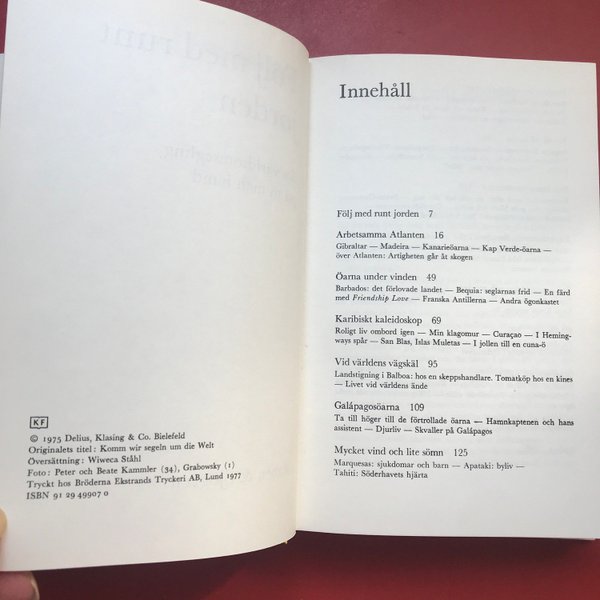 KF
© 1975 Delius, Klasing & Co. Bielefeld
Originalets titel: Komm wir segeln um die Welt
Översättning: Wiweca Ståhl
Foto: Peter och Beate Kammler (34), Grabowsky (1)
Tryckt hos Bröderna Ekstrands Tryckeri AB, Lund 1977
ISBN 91 29 49907 0
Innehåll
Följ med runt jorden 7
Arbetsamma Atlanten 16
Gibraltar — Madeira — Kanarieöarna — Kap Verde-öarna —
över Atlanten: Artigheten går åt skogen
Öarna under vinden 49
Barbados: det förlovade landet — Bequia: seglarnas frid — En färd
med Friendship Love — Franska Antillerna — Andra ögonkastet
Karibiskt kaleidoskop 69
Roligt liv ombord igen — Min klagomur — Curaçao — I Heming-
ways spår — San Blas, Islas Muletas — I jollen till en cuna-ö
Vid världens vägskäl 95
Landstigning i Balboa: hos en skeppshandlare. Tomatköp hos en kines
— Livet vid världens ände
Galápagosöarna 109
Ta till höger till de förtrollade öarna — Hamnkaptenen och hans
assistent — Djurliv — Skvaller på Galápagos
Mycket vind och lite sömn 125
Marquesas: sjukdomar och barn — Apataki: byliv —
Tahiti: Söderhavets hjärta